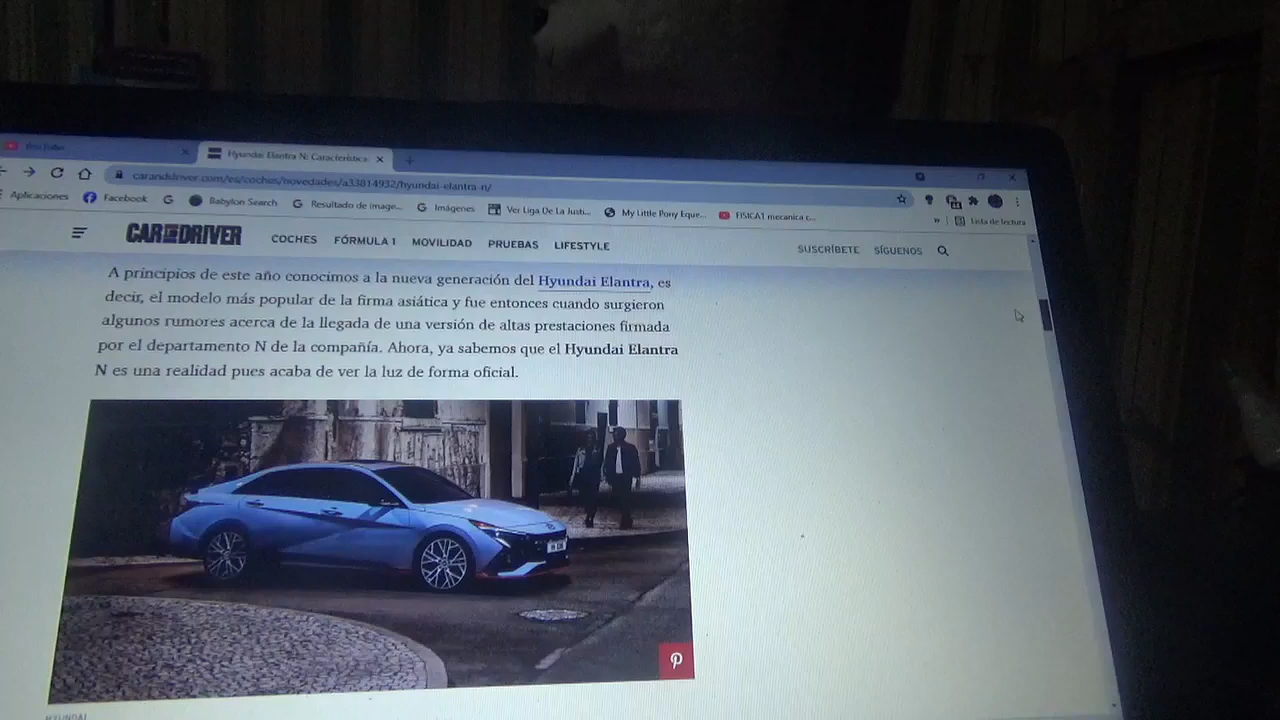 YouTube
Hyundai Elantra N: Característica
caranddriver.com/es/coches/novedades/a33814932/hyundai-elantra-n/
Aplicaciones Facebook Babylon Search Resultado de image... Imágenes Ver Liga De La Justi... My Little Pony Eque... FISICA1 mecanica c...
» Lista de lectura
CAR AND DRIVER COCHES FÓRMULA 1 MOVILIDAD PRUEBAS LIFESTYLE SUSCRÍBETE SÍGUENOS
A principios de este año conocimos a la nueva generación del Hyundai Elantra, es
decir, el modelo más popular de la firma asiática y fue entonces cuando surgieron
algunos rumores acerca de la llegada de una versión de altas prestaciones firmada
por el departamento N de la compañía. Ahora, ya sabemos que el Hyundai Elantra
N es una realidad pues acaba de ver la luz de forma oficial.
HYUNDAI